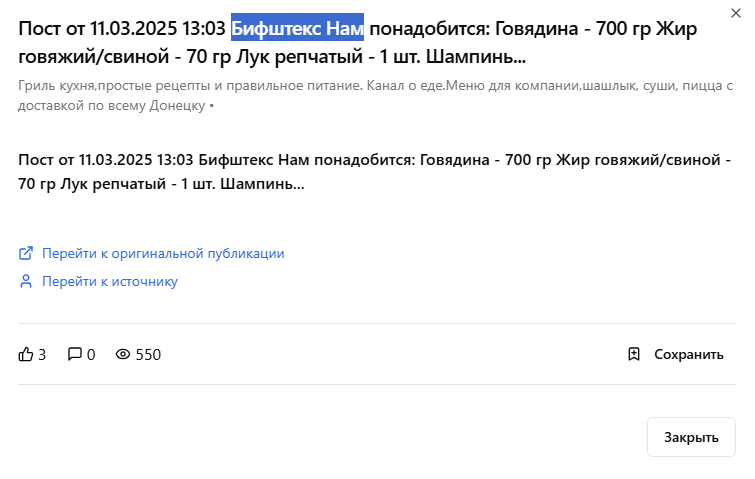 Пост от 11.03.2025 13:03 Бифштекс Нам понадобится: Говядина - 700 гр Жир
говяжий/свиной - 70 гр Лук репчатый - 1 шт. Шампинь...
Гриль кухня,простые рецепты и правильное питание. Канал о еде.Меню для компании,шашлык, суши, пицца с
доставкой по всему Донецку •
Пост от 11.03.2025 13:03 Бифштекс Нам понадобится: Говядина - 700 гр Жир говяжий/свиной -
70 гр Лук репчатый - 1 шт. Шампинь...
Перейти к оригинальной публикации
Перейти к источнику
3 0 550 Сохранить
Закрыть